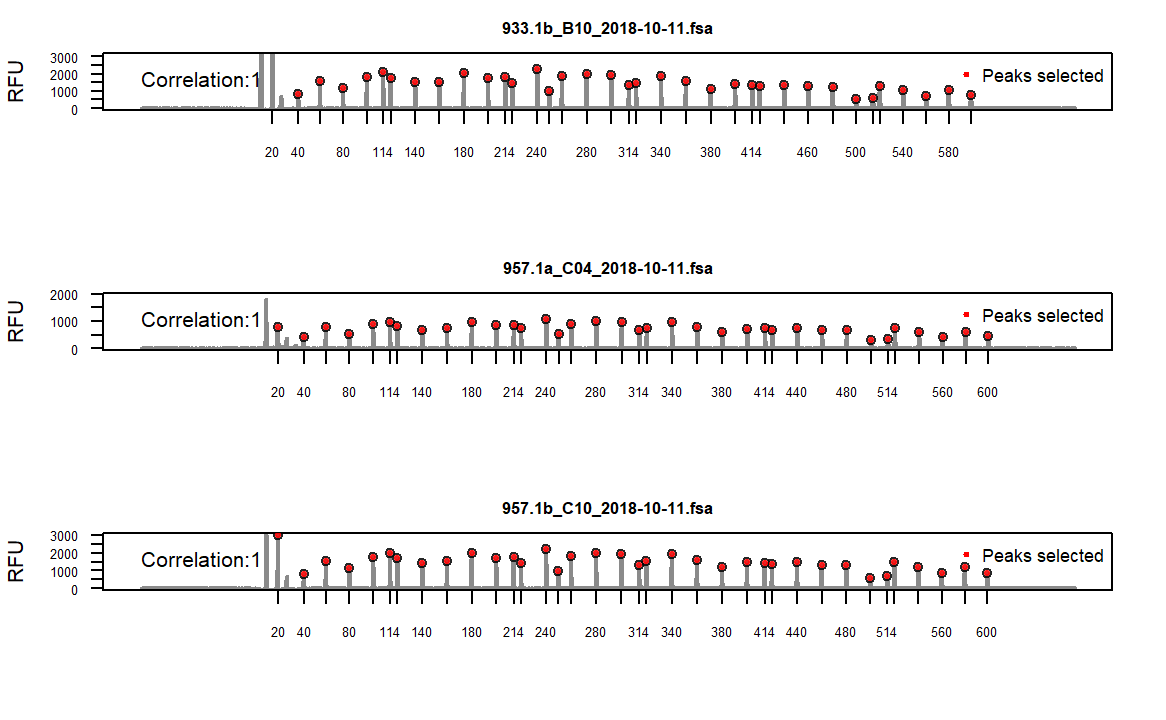 933.1b_B10_2018-10-11.fsa
RFU
3000
2000
1000
0
Correlation:1
Peaks selected
20 40 80 114 140 180 214 240 280 314 340 380 414 460 500 540 580
957.1a_C04_2018-10-11.fsa
RFU
2000
1000
0
Correlation:1
Peaks selected
20 40 80 114 140 180 214 240 280 314 340 380 414 440 480 514 560 600
957.1b_C10_2018-10-11.fsa
RFU
3000
2000
1000
0
Correlation:1
Peaks selected
20 40 80 114 140 180 214 240 280 314 340 380 414 440 480 514 560 600